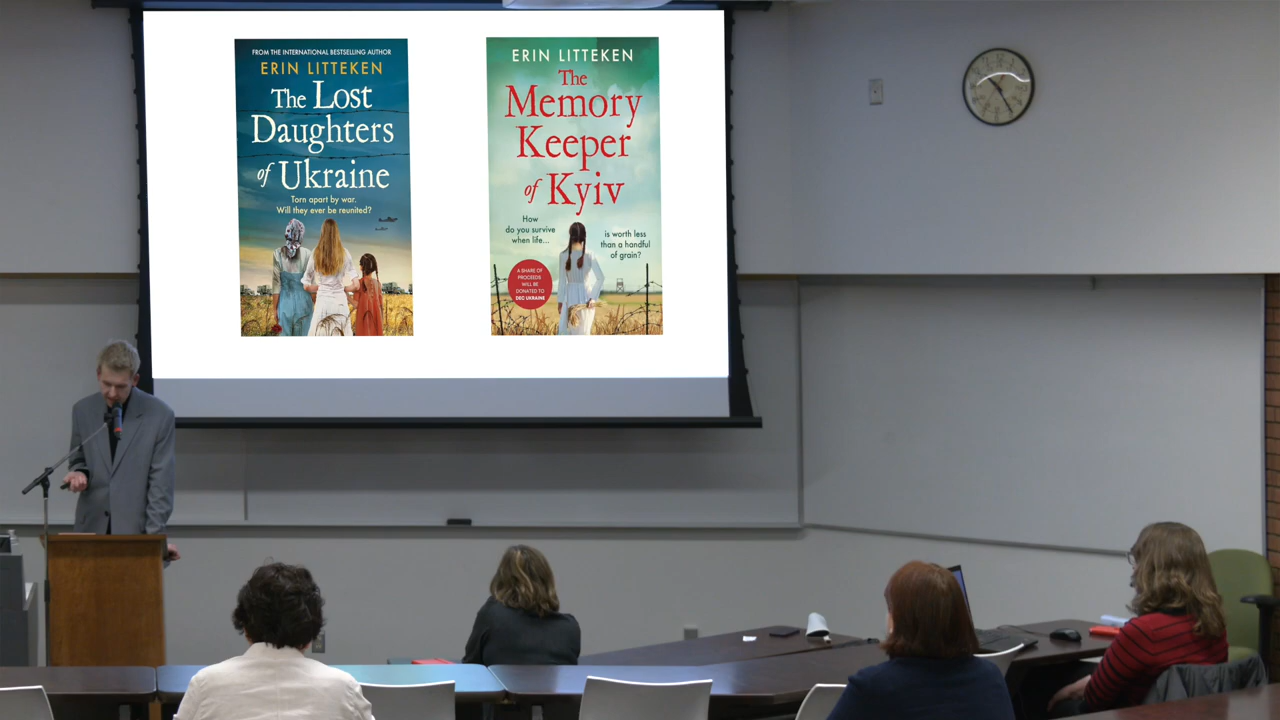 FROM THE INTERNATIONAL BESTSELLING AUTHOR
ERIN LITTEKEN
The Lost
Daughters
of Ukraine
Torn apart by war.
Will they ever be reunited?
ERIN LITTEKEN
The
Memory
Keeper
of Kyiv
How
do you survive
when life...
is worth less
than a handful
of grain?
A SHARE OF
PROCEEDS
WILL BE
DONATED TO
DEC UKRAINE